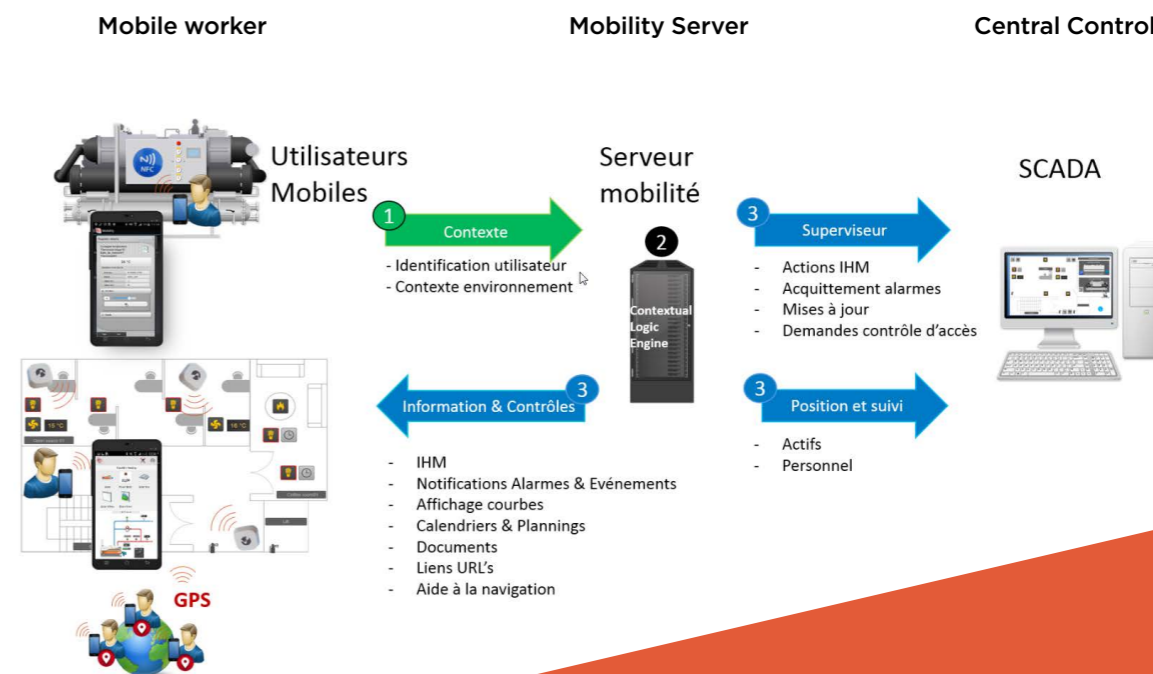 Mobile worker
Mobility Server
Central Control
Utilisateurs
Mobiles
Serveur
mobilité
SCADA
NFC
1
Contexte
- Identification utilisateur
- Contexte environnement
2
Contextual
Logic
Engine
3
Superviseur
- Actions IHM
- Acquittement alarmes
- Mises à jour
- Demandes contrôle d'accès
Information & Contrôles
3
- IHM
- Notifications Alarmes & Evénements
- Affichage courbes
- Calendriers & Plannings
- Documents
- Liens URL's
- Aide à la navigation
3
Position et suivi
- Actifs
- Personnel
GPS